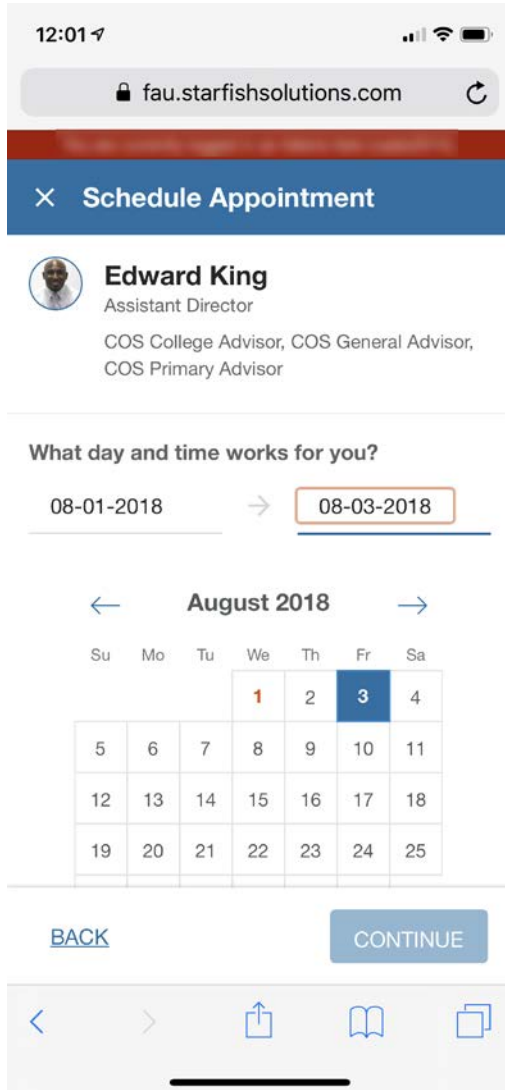 12:01
fau.starfishsolutions.com
Schedule Appointment
Edward King
Assistant Director
COS College Advisor, COS General Advisor,
COS Primary Advisor
What day and time works for you?
08-01-2018 → 08-03-2018
← August 2018 →
Su Mo Tu We Th Fr Sa
1 2 3 4
5 6 7 8 9 10 11
12 13 14 15 16 17 18
19 20 21 22 23 24 25
BACK CONTINUE